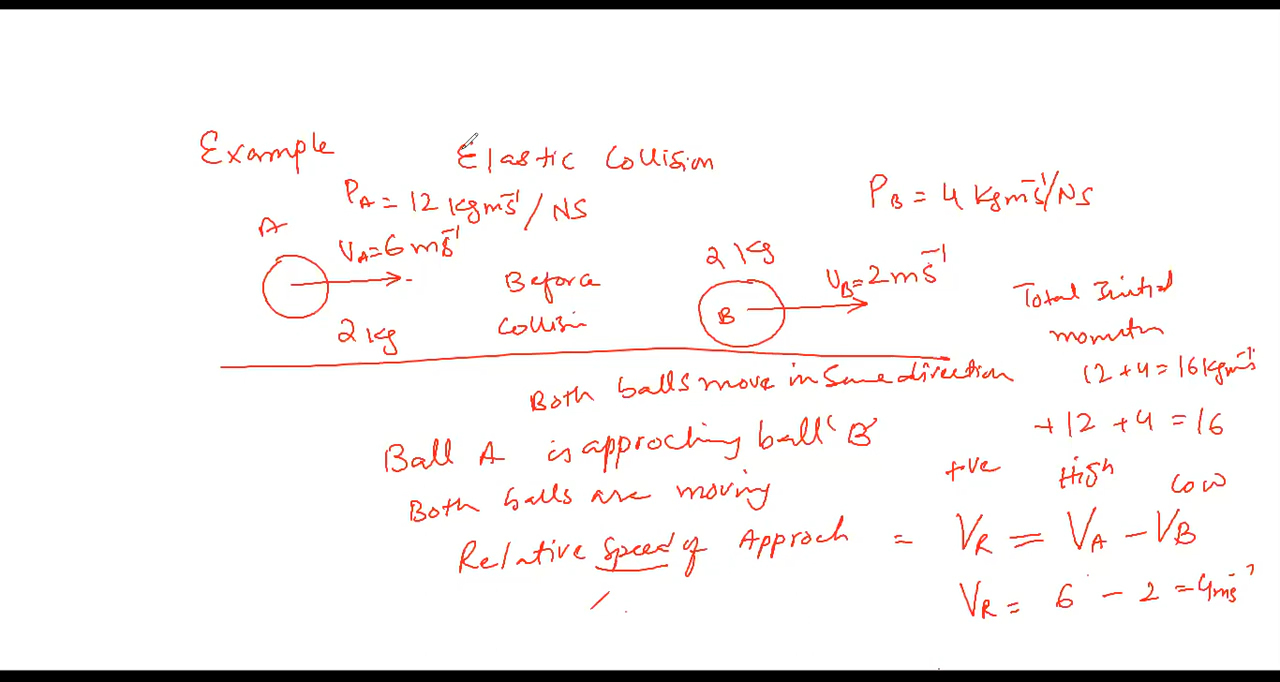 Example
Elastic Collision
PA = 12 kgms⁻¹ / NS
PB = 4 kgms⁻¹/NS
A
VA = 6 ms⁻¹
2 kg
Before
Collisin
2 kg
B
UB = 2 ms⁻¹
Total Initial
12 + 4 = 16 kgms⁻¹
+12 + 4 = 16
Both balls move in same direction
Ball A is approching ball B
Both balls are moving
+ve High Low
Relative Speed of Approch = VR = VA - VB
VR = 6 - 2 = 4ms⁻¹